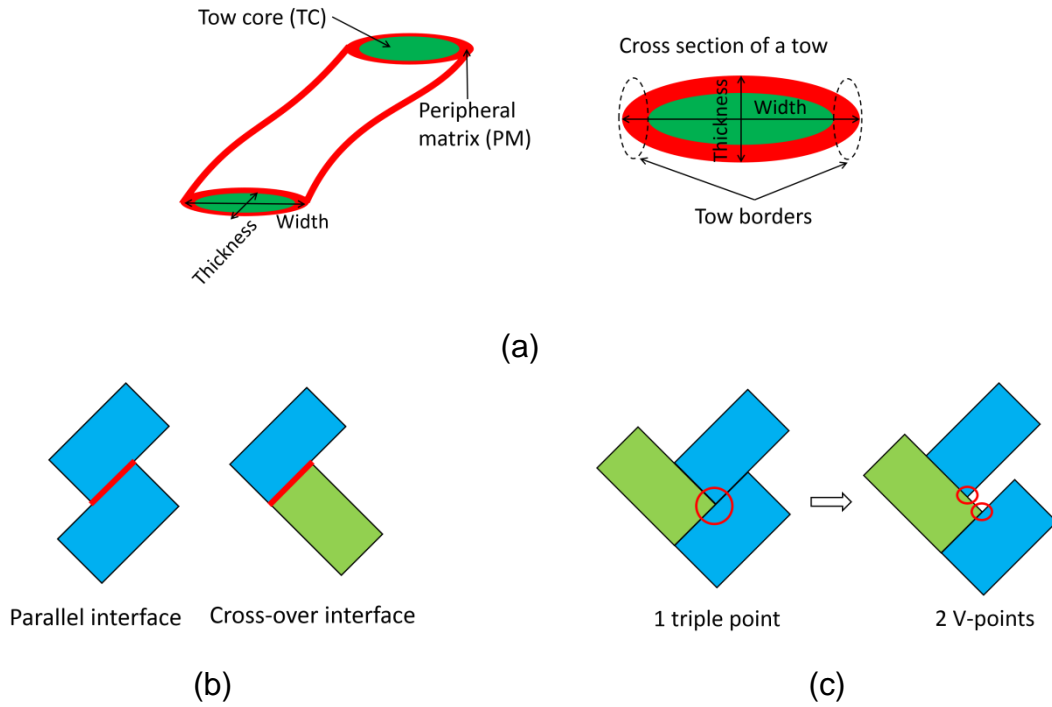 Tow core (TC)
Peripheral
matrix (PM)
Width
Thickness
Cross section of a tow
Width
Thickness
Tow borders
(a)
Parallel interface
Cross-over interface
(b)
1 triple point
2 V-points
(c)